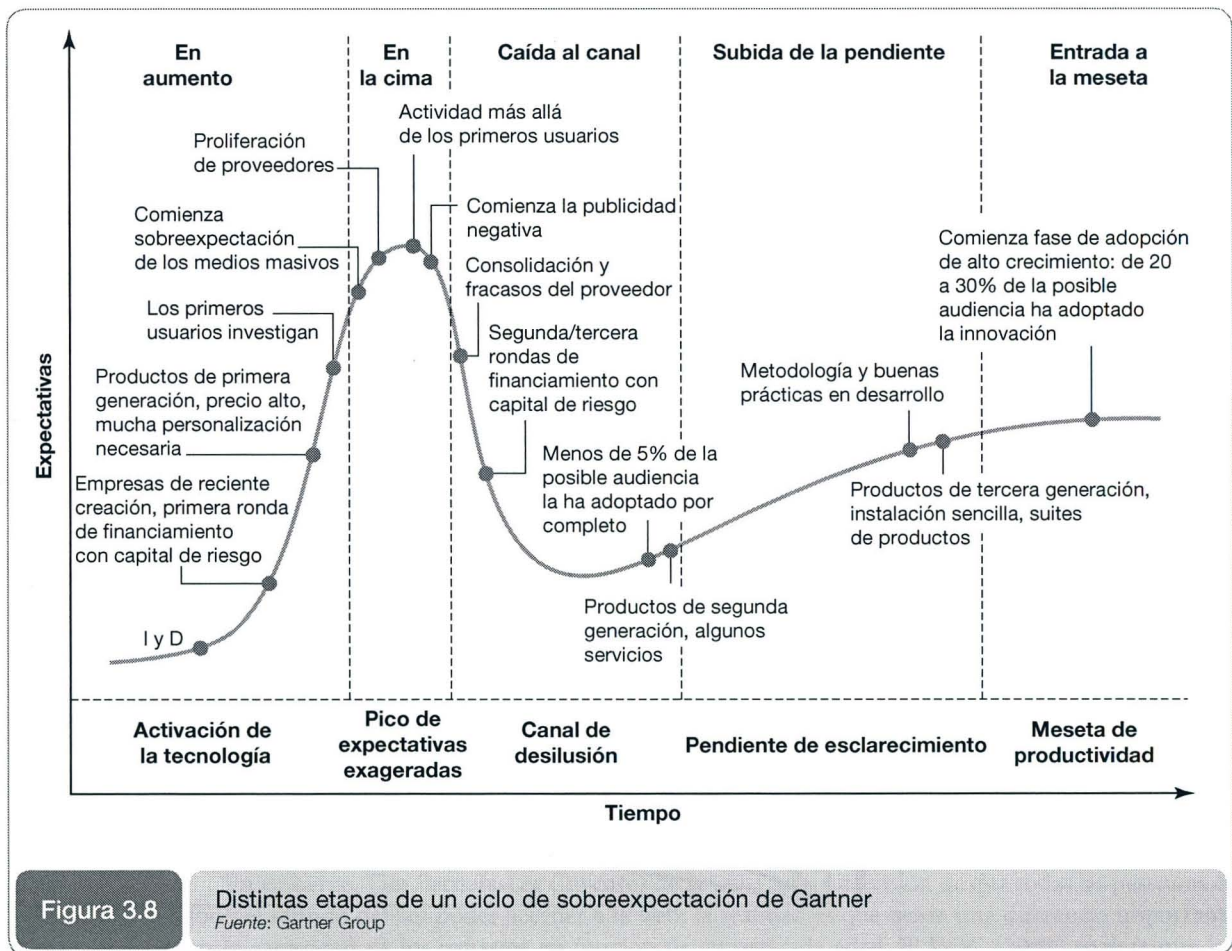 En
aumento
En
la cima
Caída al canal
Subida de la pendiente
Entrada a
la meseta
Actividad más allá
de los primeros usuarios
Proliferación
de proveedores
Comienza la publicidad
negativa
Comienza
sobreexpectación
de los medios masivos
Consolidación y
fracasos del proveedor
Comienza fase de adopción
de alto crecimiento: de 20
a 30% de la posible
audiencia ha adoptado
la innovación
Los primeros
usuarios investigan
Segunda/tercera
rondas de
financiamiento con
capital de riesgo
Productos de primera
generación, precio alto,
mucha personalización
necesaria
Metodología y buenas
prácticas en desarrollo
Menos de 5% de la
posible audiencia
la ha adoptado por
completo
Empresas de reciente
creación, primera ronda
de financiamiento
con capital de riesgo
Productos de tercera generación,
instalación sencilla, suites
de productos
Productos de segunda
generación, algunos
servicios
I y D
Expectativas
Activación de
la tecnología
Pico de
expectativas
exageradas
Canal de
desilusión
Pendiente de esclarecimiento
Meseta de
productividad
Tiempo
Figura 3.8
Distintas etapas de un ciclo de sobreexpectación de Gartner
Fuente: Gartner Group